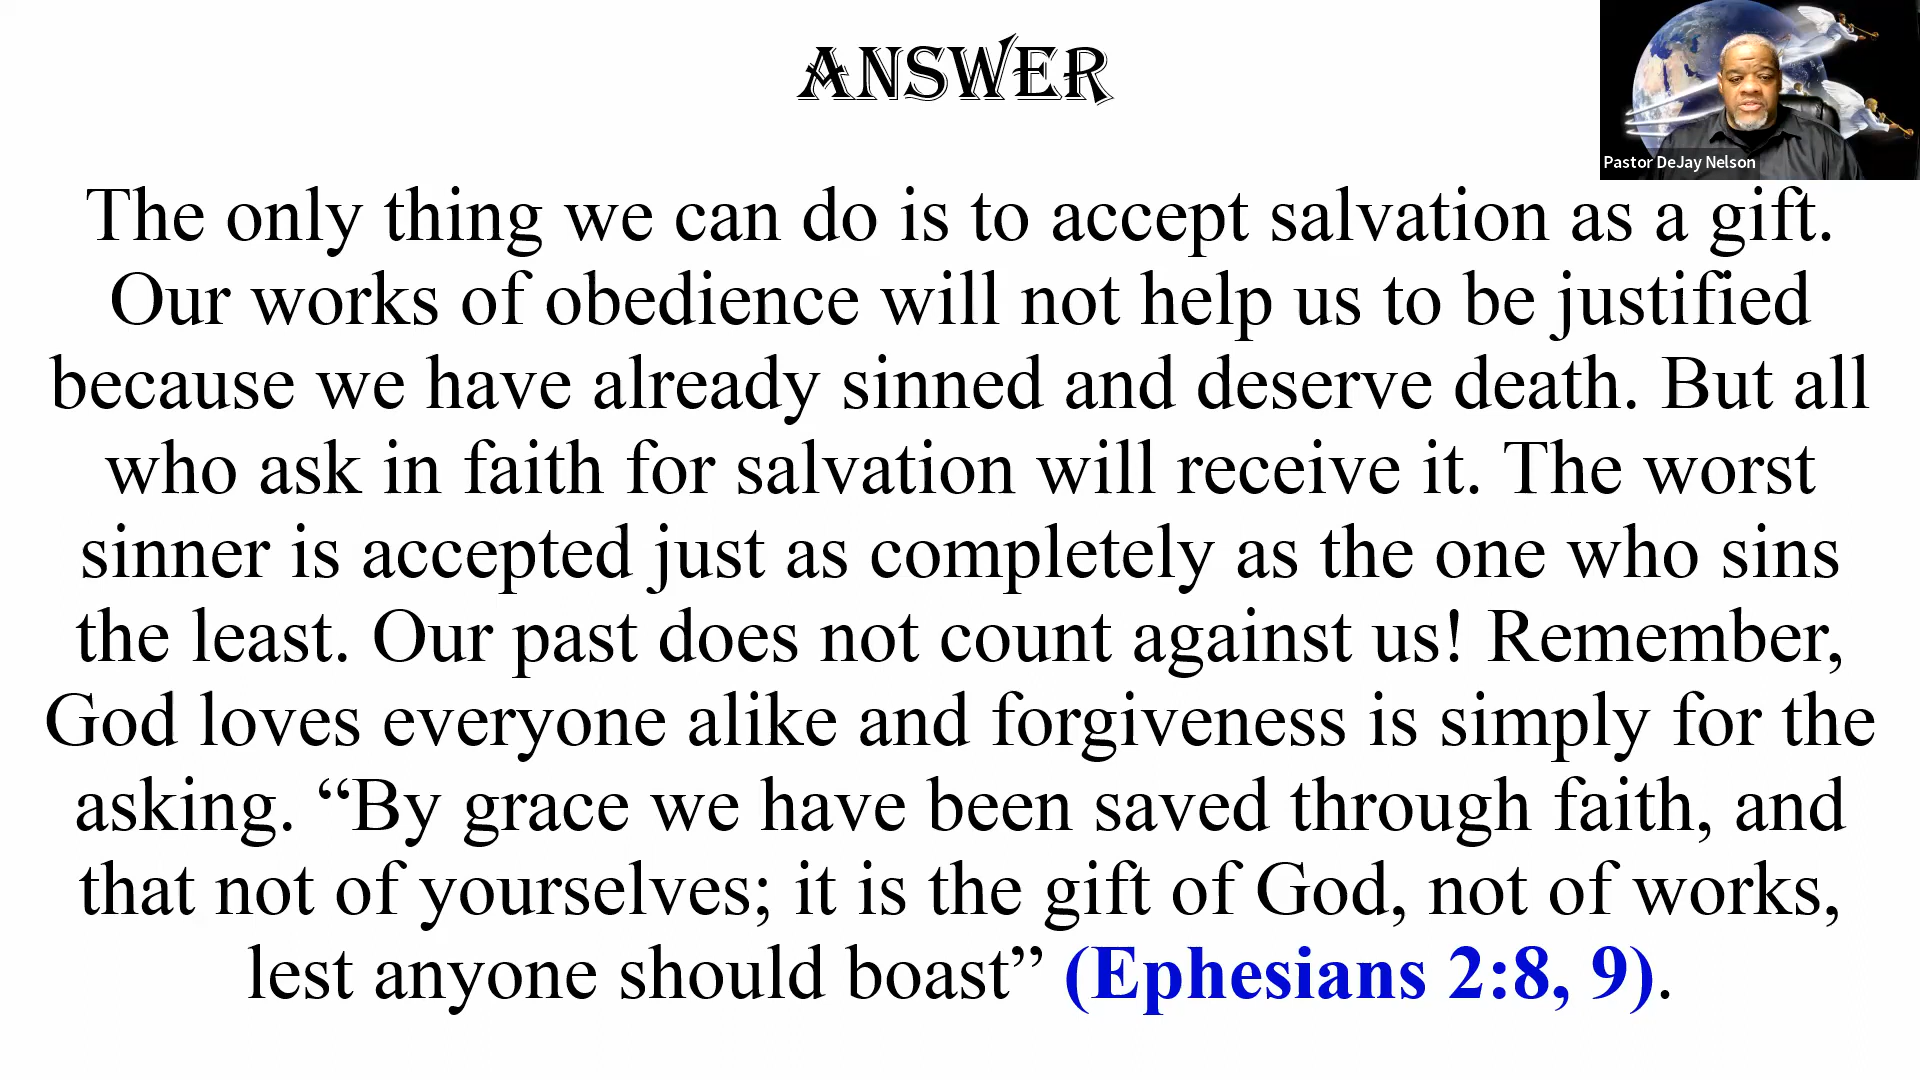 ANSWER
Pastor DeJay Nelson
The only thing we can do is to accept salvation as a gift.
Our works of obedience will not help us to be justified
because we have already sinned and deserve death. But all
who ask in faith for salvation will receive it. The worst
sinner is accepted just as completely as the one who sins
the least. Our past does not count against us! Remember,
God loves everyone alike and forgiveness is simply for the
asking. “By grace we have been saved through faith, and
that not of yourselves; it is the gift of God, not of works,
lest anyone should boast” (Ephesians 2:8, 9).